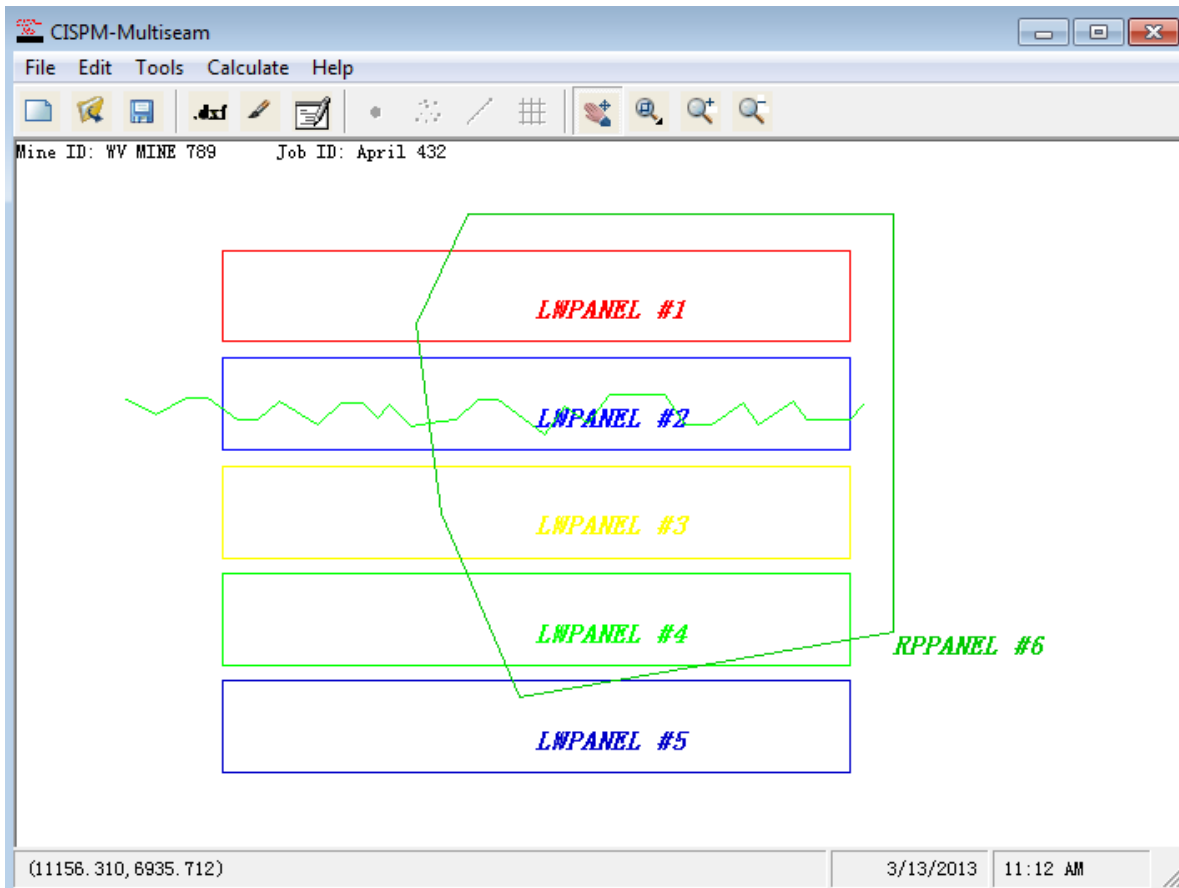 CISPM-Multiseam
File Edit Tools Calculate Help
.dxf
Mine ID: WV MINE 789 Job ID: April 432
LWPANEL #1
LWPANEL #2
LWPANEL #3
LWPANEL #4
RPPANEL #6
LWPANEL #5
(11156.310,6935.712) 3/13/2013 11:12 AM